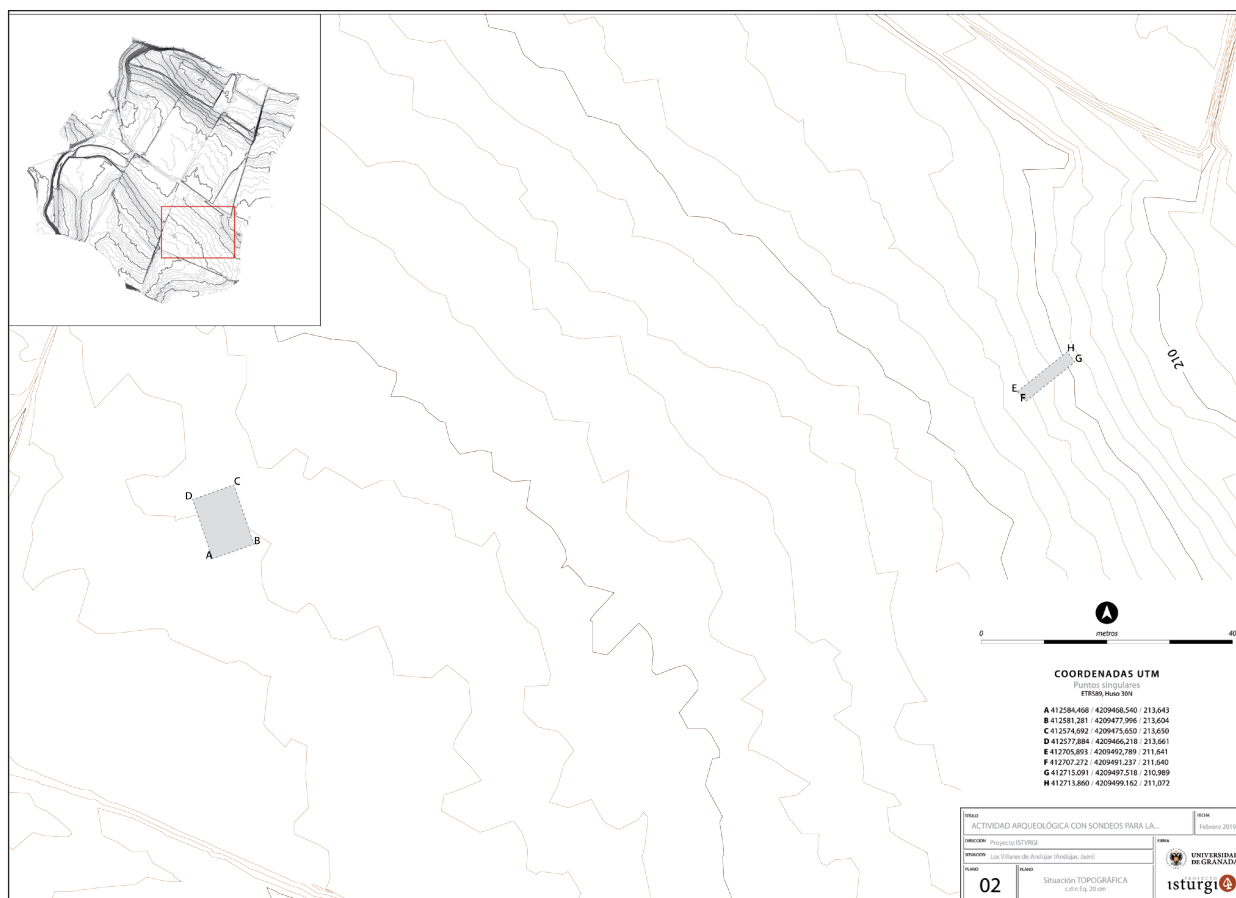 H
G
E
F
210
C
D
B
A
0 metros 40
COORDENADAS UTM
Puntos singulares
ETRS89, Huso 30N
A 412584,468 / 4209468,540 / 213,643
B 412581,281 / 4209477,996 / 213,604
C 412574,692 / 4209475,650 / 213,650
D 412577,884 / 4209466,218 / 213,661
E 412705,893 / 4209492,789 / 211,641
F 412707.272 / 4209491.237 / 211,640
G 412715.091 / 4209497.518 / 210,989
H 412713.860 / 4209499.162 / 211,072
TITULO
ACTIVIDAD ARQUEOLÓGICA CON SONDEOS PARA LA...
FECHA
Febrero 2019
DIRECCIÓN Proyecto ISTVRGI
SITUACIÓN Los Villares de Andújar (Andújar, Jaén)
FIRMA
UNIVERSIDAD
DE GRANADA
PLANO
02
PLANO
Situación TOPOGRÁFICA
c.d.n Eq. 20 cm
PROYECTO
isturgi